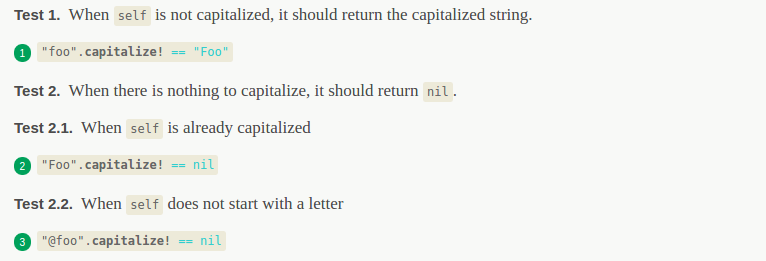 Test 1. When self is not capitalized, it should return the capitalized string.
1 "foo".capitalize! == "Foo"
Test 2. When there is nothing to capitalize, it should return nil.
Test 2.1. When self is already capitalized
2 "Foo".capitalize! == nil
Test 2.2. When self does not start with a letter
3 "@foo".capitalize! == nil